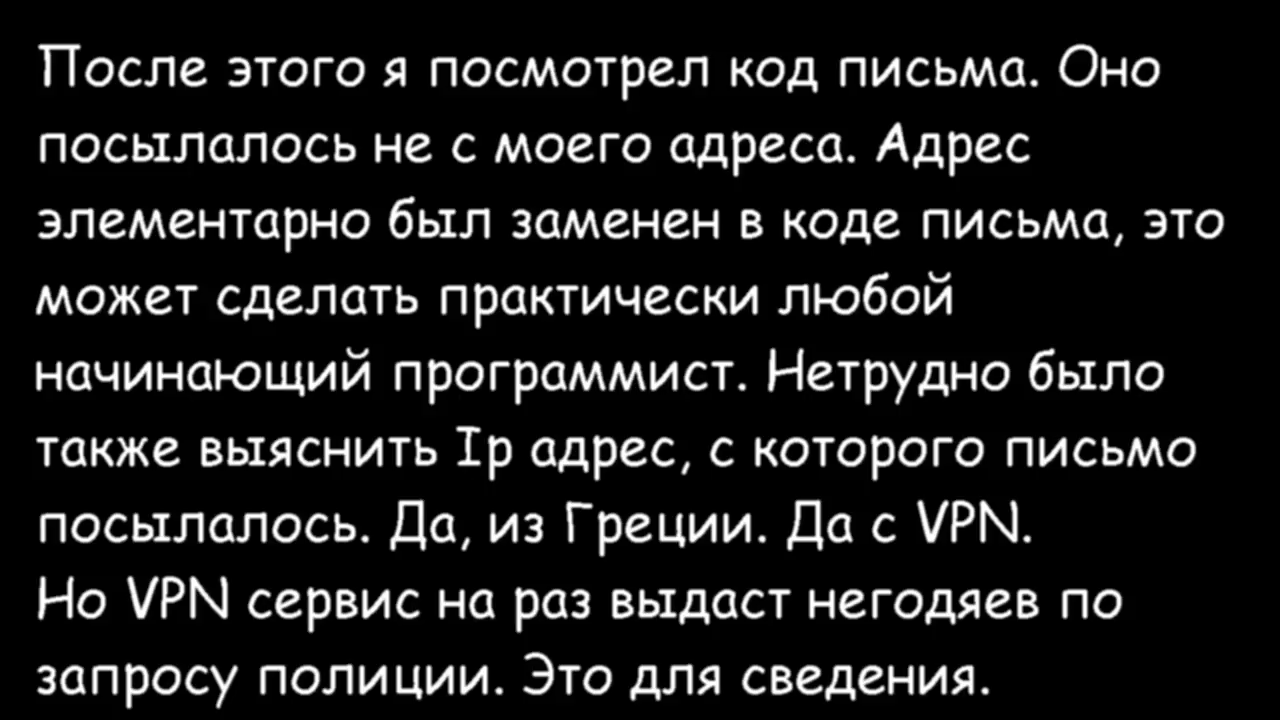 После этого я посмотрел код письма. Оно
посылалось не с моего адреса. Адрес
элементарно был заменен в коде письма, это
может сделать практически любой
начинающий программист. Нетрудно было
также выяснить Ip адрес, с которого письмо
посылалось. Да, из Греции. Да с VPN.
Но VPN сервис на раз выдаст негодяев по
запросу полиции. Это для сведения.